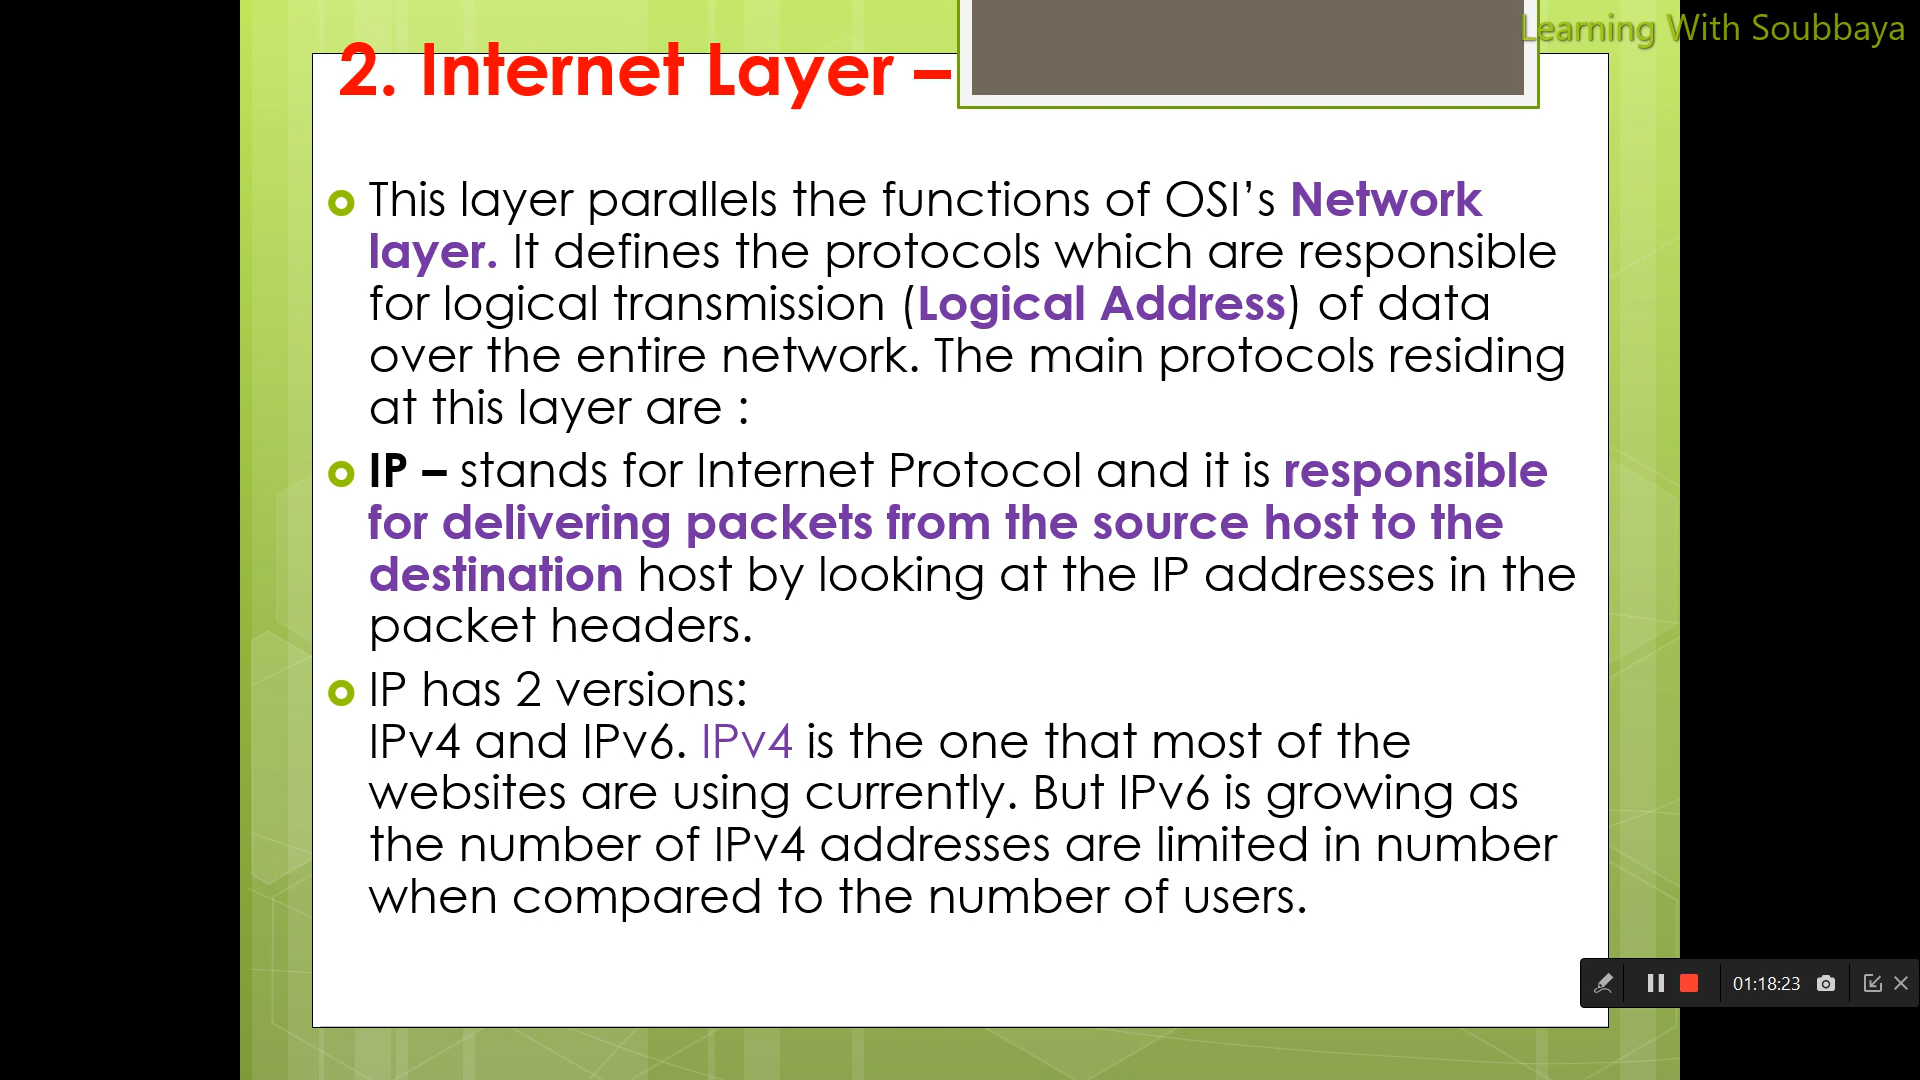 Learning With Soubbaya
2. Internet Layer –
This layer parallels the functions of OSI’s Network
layer. It defines the protocols which are responsible
for logical transmission (Logical Address) of data
over the entire network. The main protocols residing
at this layer are :
IP – stands for Internet Protocol and it is responsible
for delivering packets from the source host to the
destination host by looking at the IP addresses in the
packet headers.
IP has 2 versions:
IPv4 and IPv6. IPv4 is the one that most of the
websites are using currently. But IPv6 is growing as
the number of IPv4 addresses are limited in number
when compared to the number of users.
01:18:23